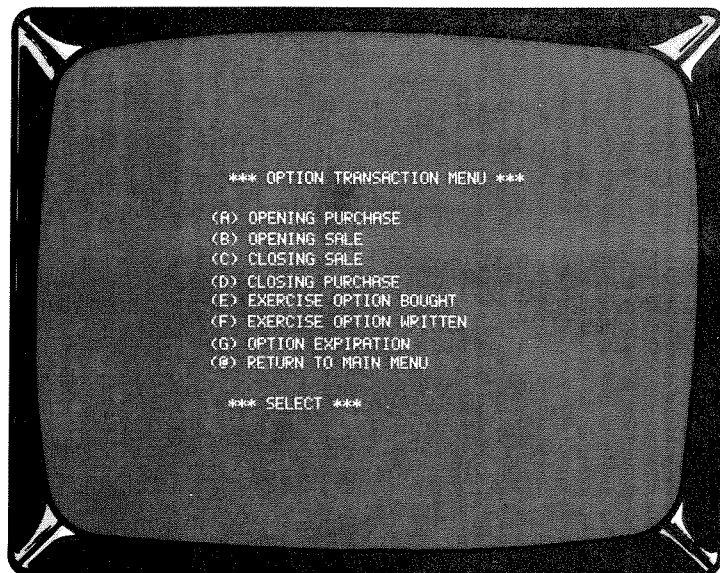 *** OPTION TRANSACTION MENU ***
(A) OPENING PURCHASE
(B) OPENING SALE
(C) CLOSING SALE
(D) CLOSING PURCHASE
(E) EXERCISE OPTION BOUGHT
(F) EXERCISE OPTION WRITTEN
(G) OPTION EXPIRATION
(@) RETURN TO MAIN MENU
*** SELECT ***